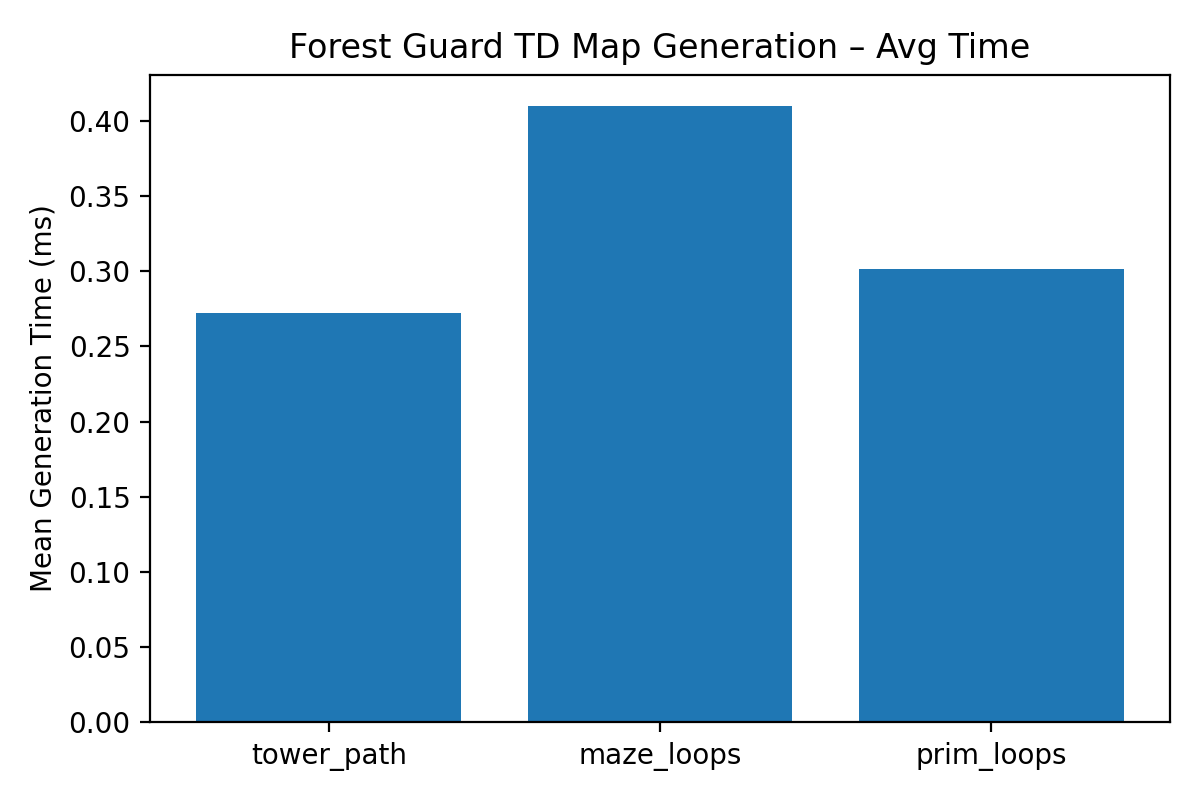 Forest Guard TD Map Generation – Avg Time
Mean Generation Time (ms)
0.40
0.35
0.30
0.25
0.20
0.15
0.10
0.05
0.00
tower_path
maze_loops
prim_loops